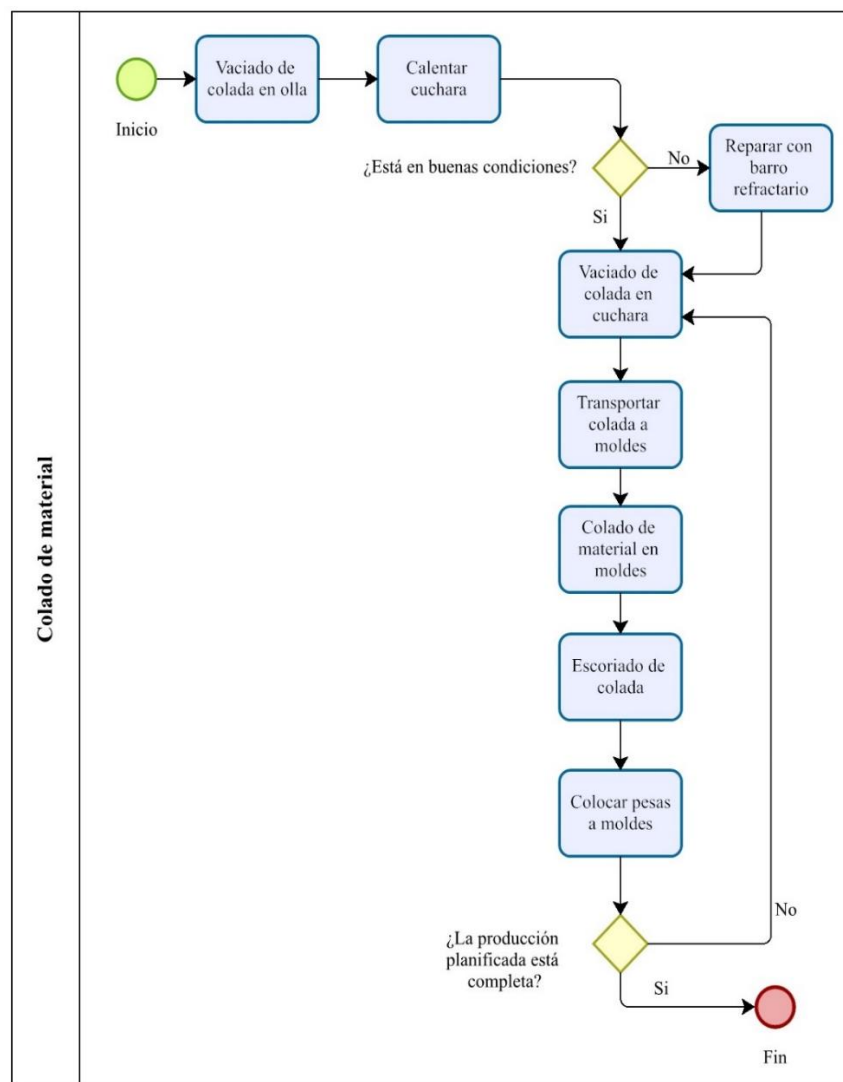 Colado de material
Inicio
Vaciado de
colada en olla
Calentar
cuchara
¿Está en buenas condiciones?
No
Reparar con
barro
refractario
Si
Vaciado de
colada en
cuchara
Transportar
colada a
moldes
Colado de
material en
moldes
Escoriado de
colada
Colocar pesas
a moldes
¿La producción
planificada está
completa?
No
Si
Fin